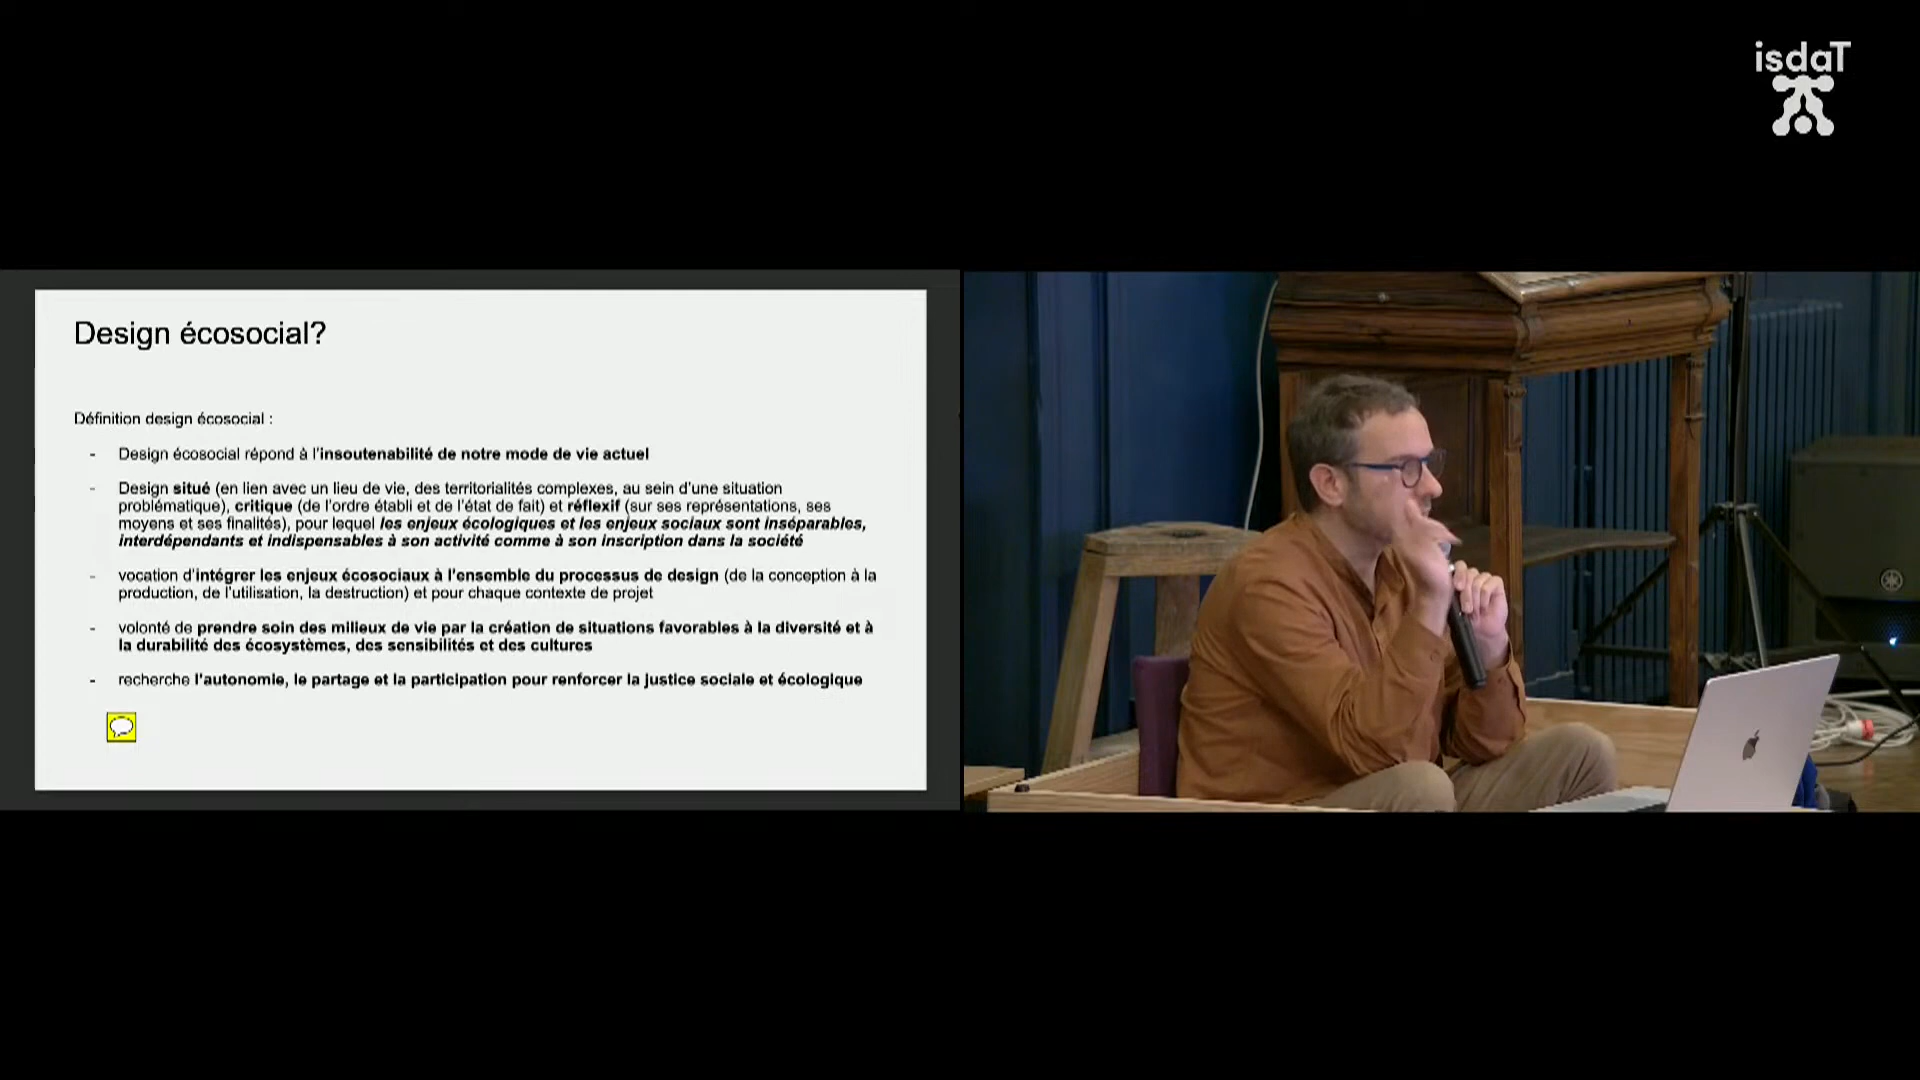 isdaT
Design écosocial?
Définition design écosocial :
- Design écosocial répond à l'insoutenabilité de notre mode de vie actuel
- Design situé (en lien avec un lieu de vie, des territorialités complexes, au sein d'une situation
problématique), critique (de l'ordre établi et de l'état de fait) et réflexif (sur ses représentations, ses
moyens et ses finalités), pour lequel les enjeux écologiques et les enjeux sociaux sont inséparables,
interdépendants et indispensables à son activité comme à son inscription dans la société
- vocation d'intégrer les enjeux écosociaux à l'ensemble du processus de design (de la conception à la
production, de l'utilisation, la destruction) et pour chaque contexte de projet
- volonté de prendre soin des milieux de vie par la création de situations favorables à la diversité et à
la durabilité des écosystèmes, des sensibilités et des cultures
- recherche l'autonomie, le partage et la participation pour renforcer la justice sociale et écologique